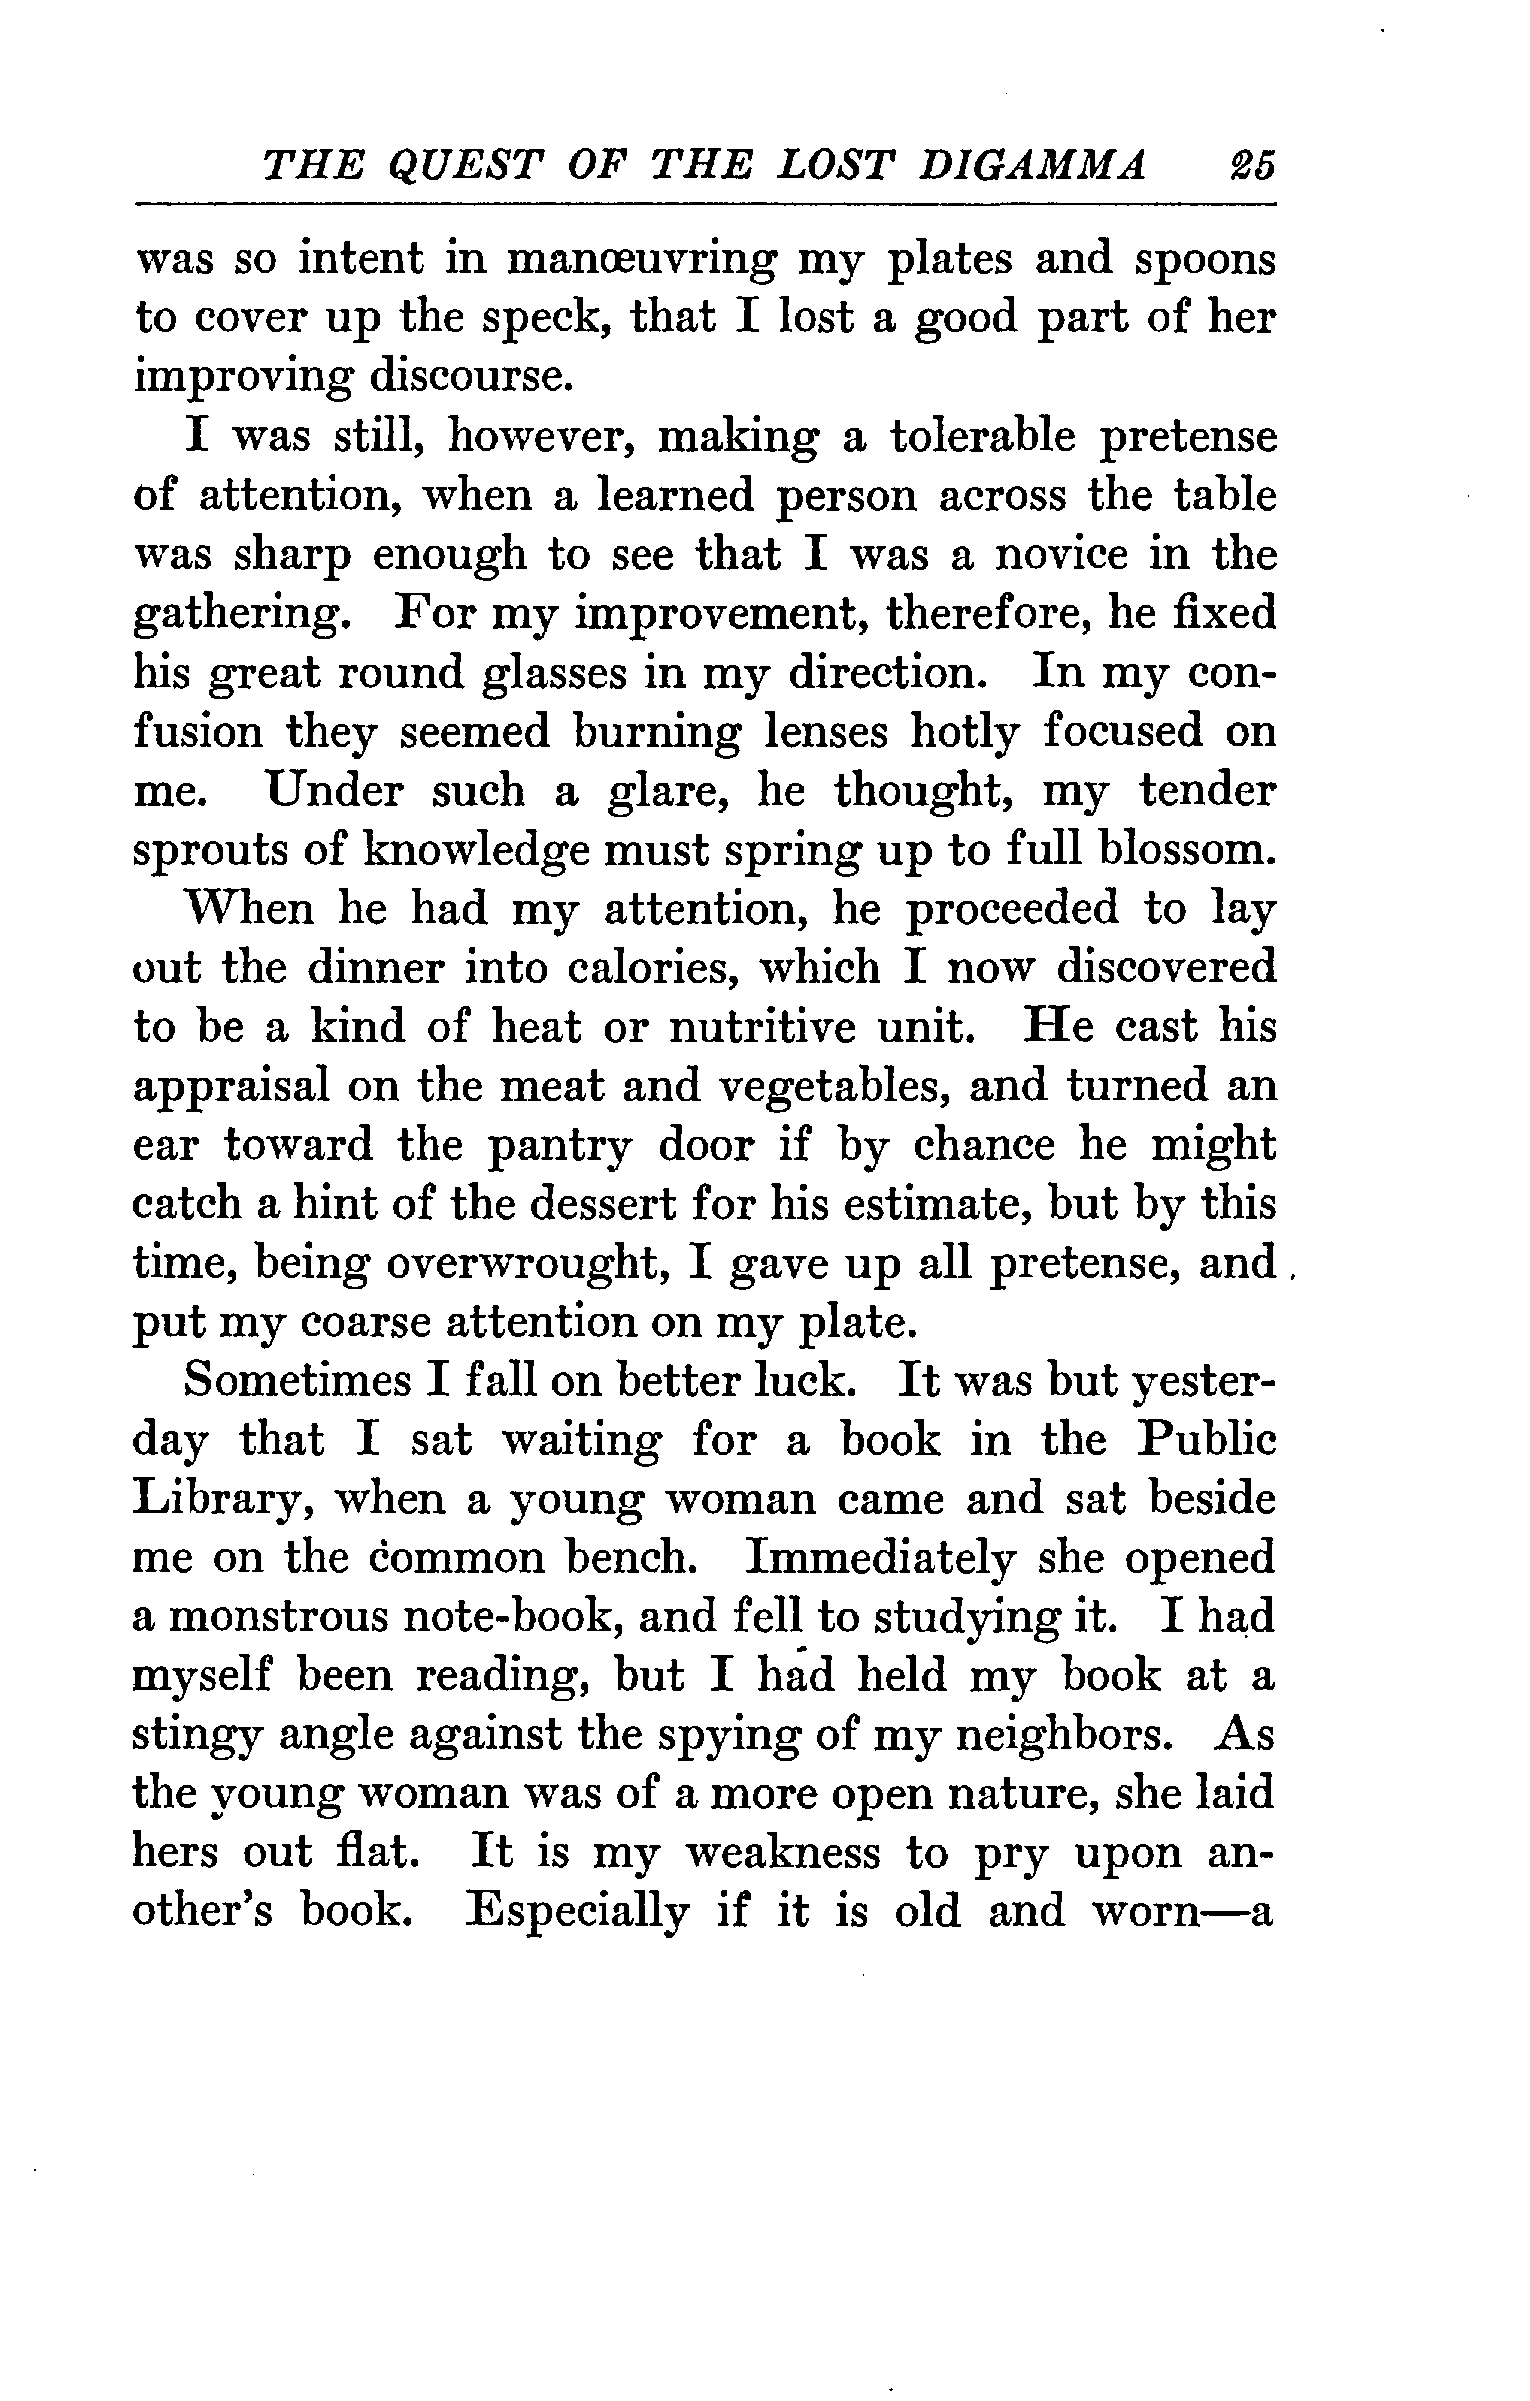 THE QUEST OF THE LOST DIGAMMA 25
was so intent in manœuvring my plates and spoons
to cover up the speck, that I lost a good part of her
improving discourse.
I was still, however, making a tolerable pretense
of attention, when a learned person across the table
was sharp enough to see that I was a novice in the
gathering. For my improvement, therefore, he fixed
his great round glasses in my direction. In my con-
fusion they seemed burning lenses hotly focused on
me. Under such a glare, he thought, my tender
sprouts of knowledge must spring up to full blossom.
When he had my attention, he proceeded to lay
out the dinner into calories, which I now discovered
to be a kind of heat or nutritive unit. He cast his
appraisal on the meat and vegetables, and turned an
ear toward the pantry door if by chance he might
catch a hint of the dessert for his estimate, but by this
time, being overwrought, I gave up all pretense, and
put my coarse attention on my plate.
Sometimes I fall on better luck. It was but yester-
day that I sat waiting for a book in the Public
Library, when a young woman came and sat beside
me on the common bench. Immediately she opened
a monstrous note-book, and fell to studying it. I had
myself been reading, but I had held my book at a
stingy angle against the spying of my neighbors. As
the young woman was of a more open nature, she laid
hers out flat. It is my weakness to pry upon an-
other's book. Especially if it is old and worn—a